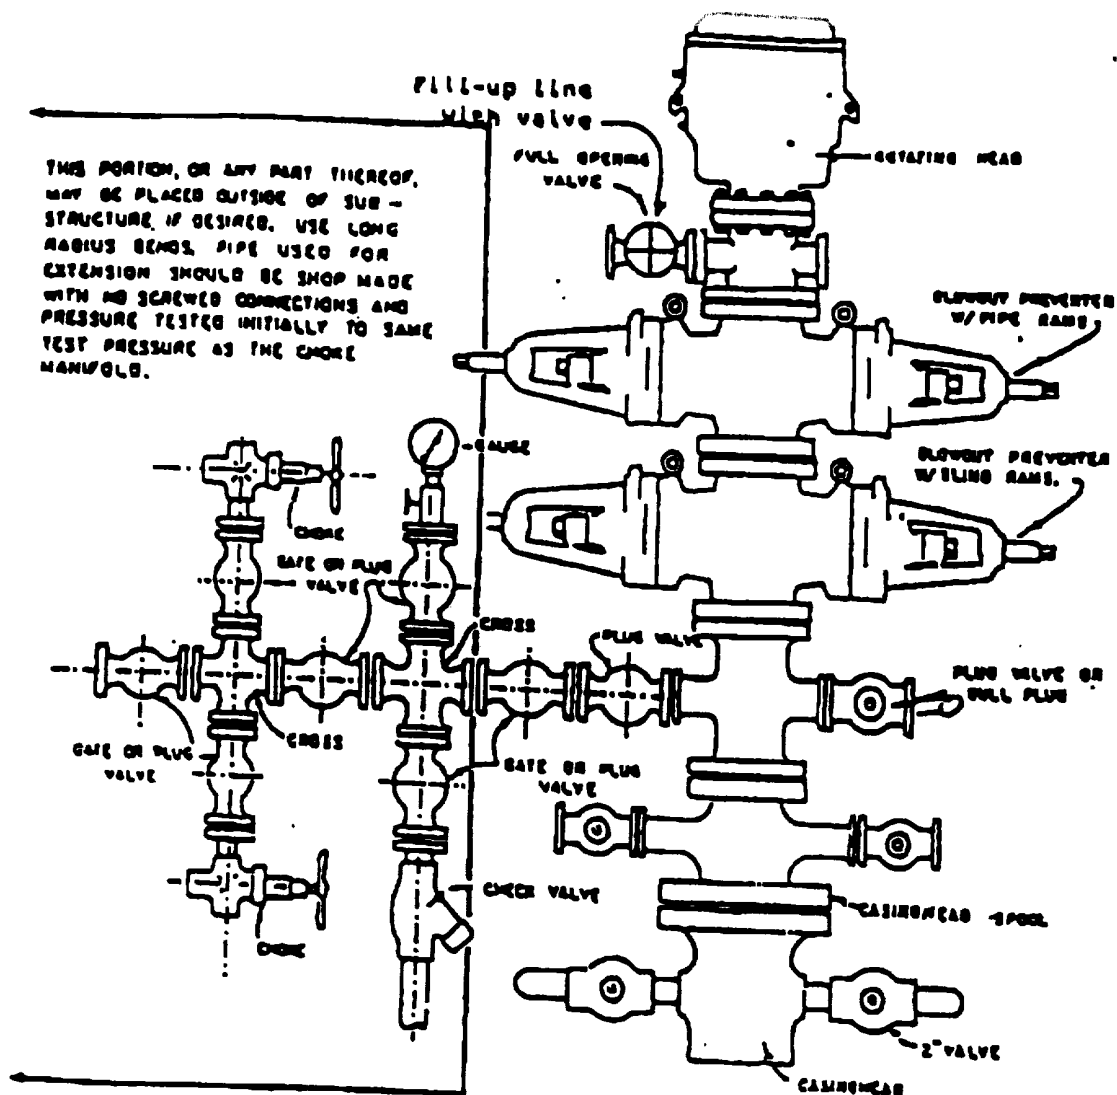 Fill-up line
with valve
FULL OPENING
VALVE
ROTATING HEAD
THIS PORTION, OR ANY PART THEREOF,
MAY BE PLACED OUTSIDE OF SUB-
STRUCTURE IF DESIRED. USE LONG
RADIUS BENDS. PIPE USED FOR
EXTENSION SHOULD BE SHOP MADE
WITH NO SCREWED CONNECTIONS AND
PRESSURE TESTED INITIALLY TO SAME
TEST PRESSURE AS THE CHOKE
MANIFOLD.
BLOWOUT PREVENTER
W/PIPE RAMS
GAUGE
BLOWOUT PREVENTER
W/BLIND RAMS.
CHOKE
GATE OR PLUG
VALVE
CROSS
PLUG VALVE
PLUG VALVE OR
BULL PLUG
GATE OR PLUG
VALVE
CROSS
GATE OR PLUG
VALVE
CHECK VALVE
CASINGHEAD SPOOL
CHOKE
2" VALVE
CASINGHEAD